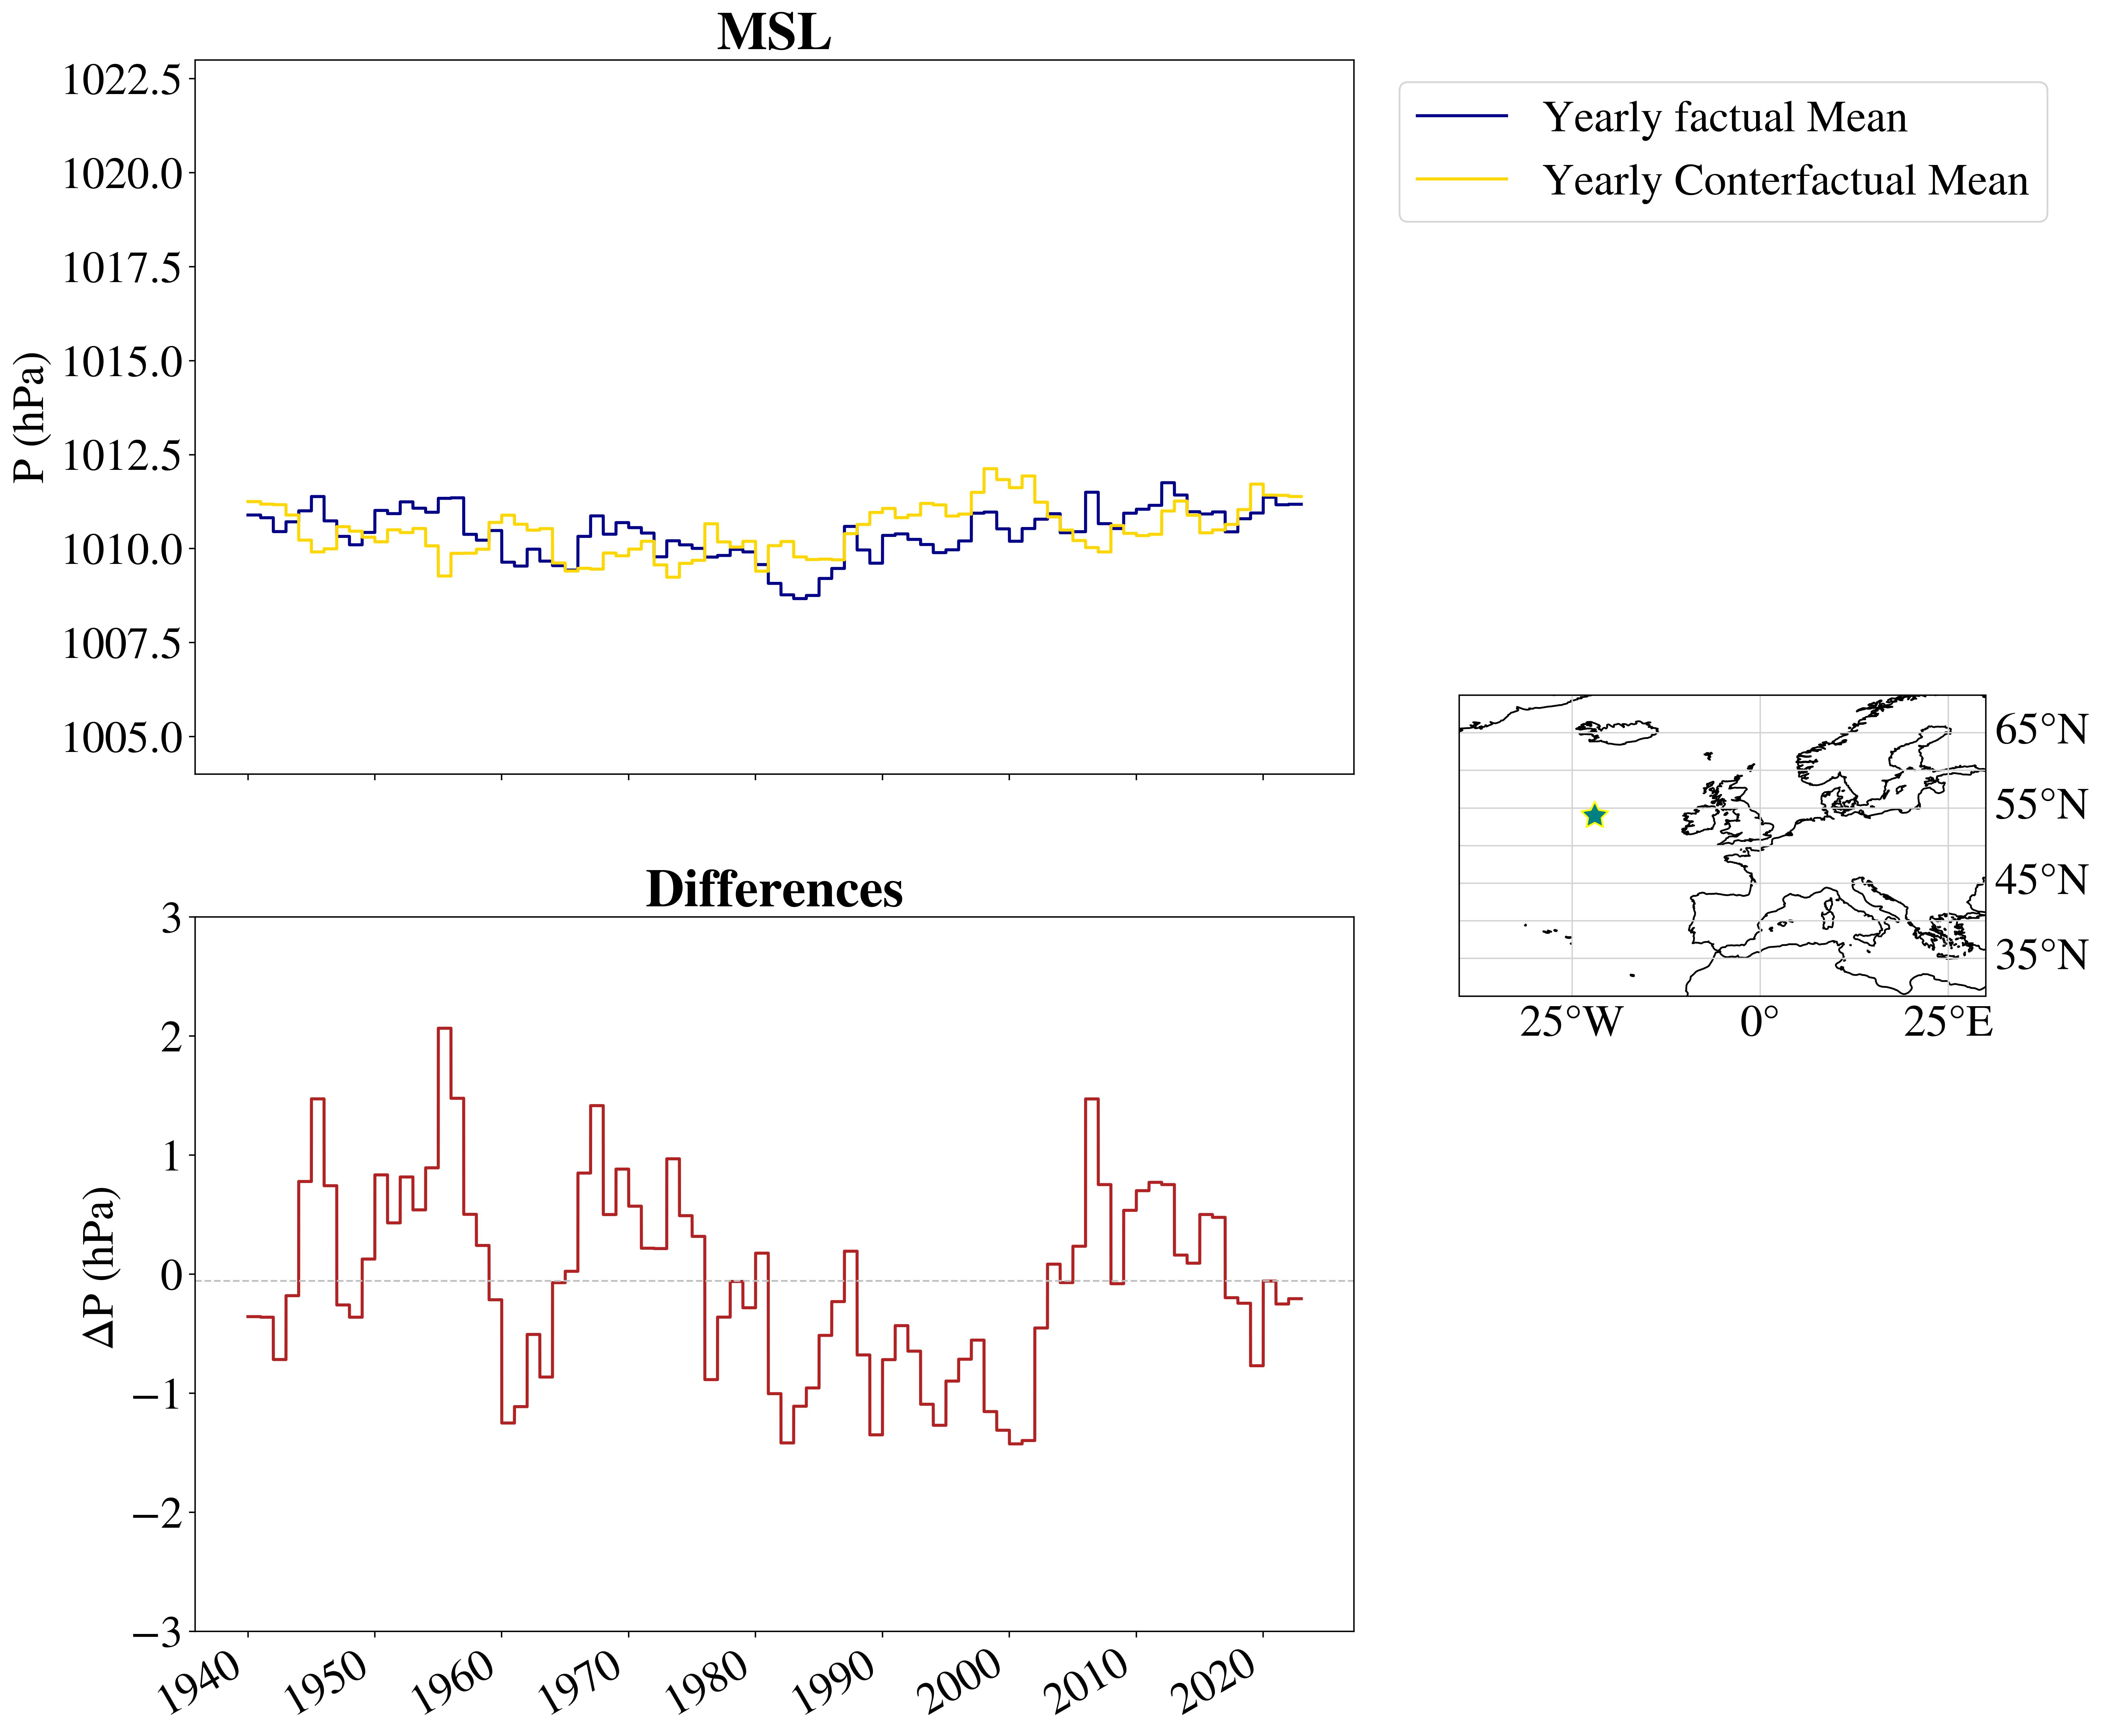 MSL
1022.5
1020.0
1017.5
1015.0
1012.5
1010.0
1007.5
1005.0
P (hPa)
Yearly factual Mean
Yearly Conterfactual Mean
65°N
55°N
45°N
35°N
25°W 0° 25°E
Differences
3
2
1
0
−1
−2
−3
ΔP (hPa)
1940 1950 1960 1970 1980 1990 2000 2010 2020